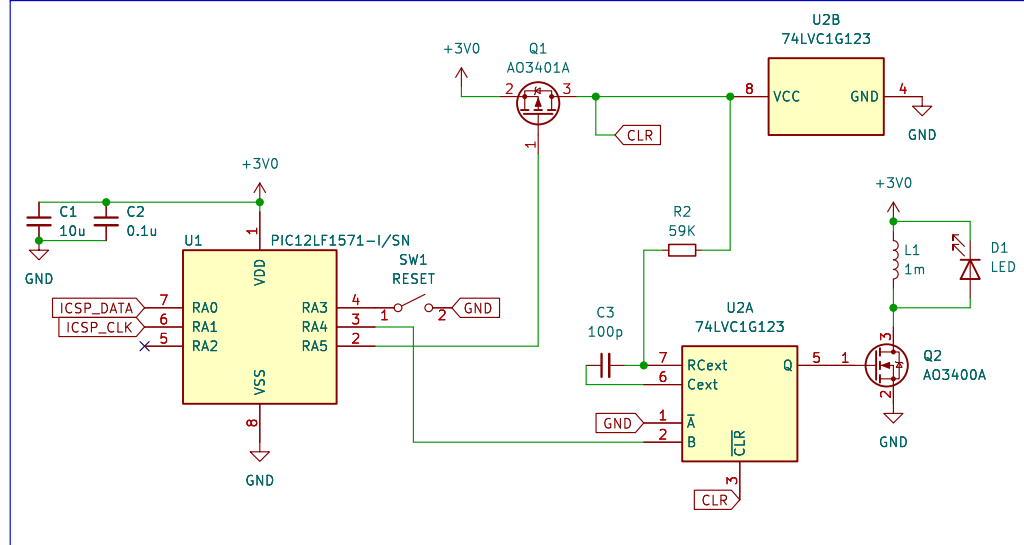 U2B
74LVC1G123
+3V0
Q1
AO3401A
2
3
1
8
VCC
GND
4
GND
CLR
+3V0
+3V0
C1
10u
C2
0.1u
GND
1
U1
PIC12LF1571-I/SN
VDD
SW1
RESET
R2
59K
L1
1m
D1
LED
ICSP_DATA
7
RA0
RA3
4
1
2
GND
ICSP_CLK
6
RA1
RA4
3
5
RA2
RA5
2
VSS
8
GND
C3
100p
U2A
74LVC1G123
7
RCext
Q
5
1
3
Q2
AO3400A
2
6
Cext
GND
1
A
2
B
CLR
3
CLR
GND